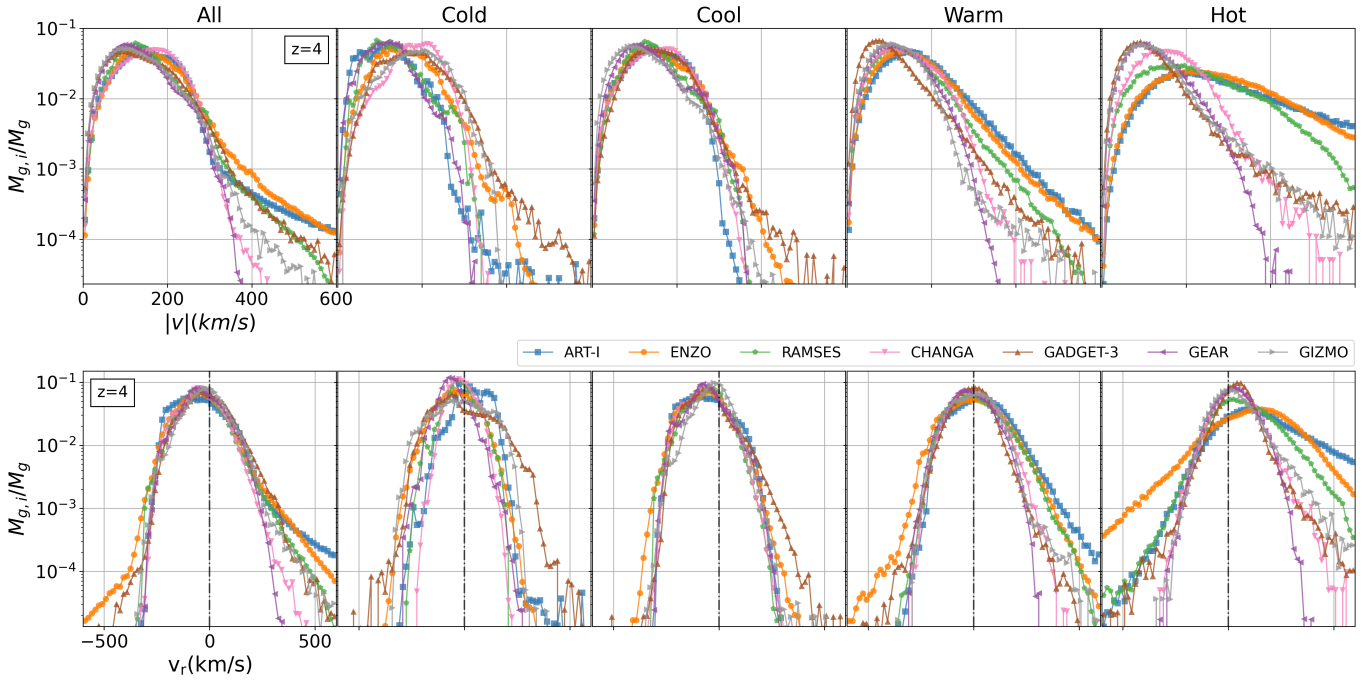 All Cold Cool Warm Hot
10⁻¹
z=4
10⁻²
M_{g,i}/M_g
10⁻³
10⁻⁴
0 200 400 600
|v|(km/s)
ART-I ENZO RAMSES CHANGA GADGET-3 GEAR GIZMO
10⁻¹
z=4
10⁻²
M_{g,i}/M_g
10⁻³
10⁻⁴
−500 0 500
v_r(km/s)